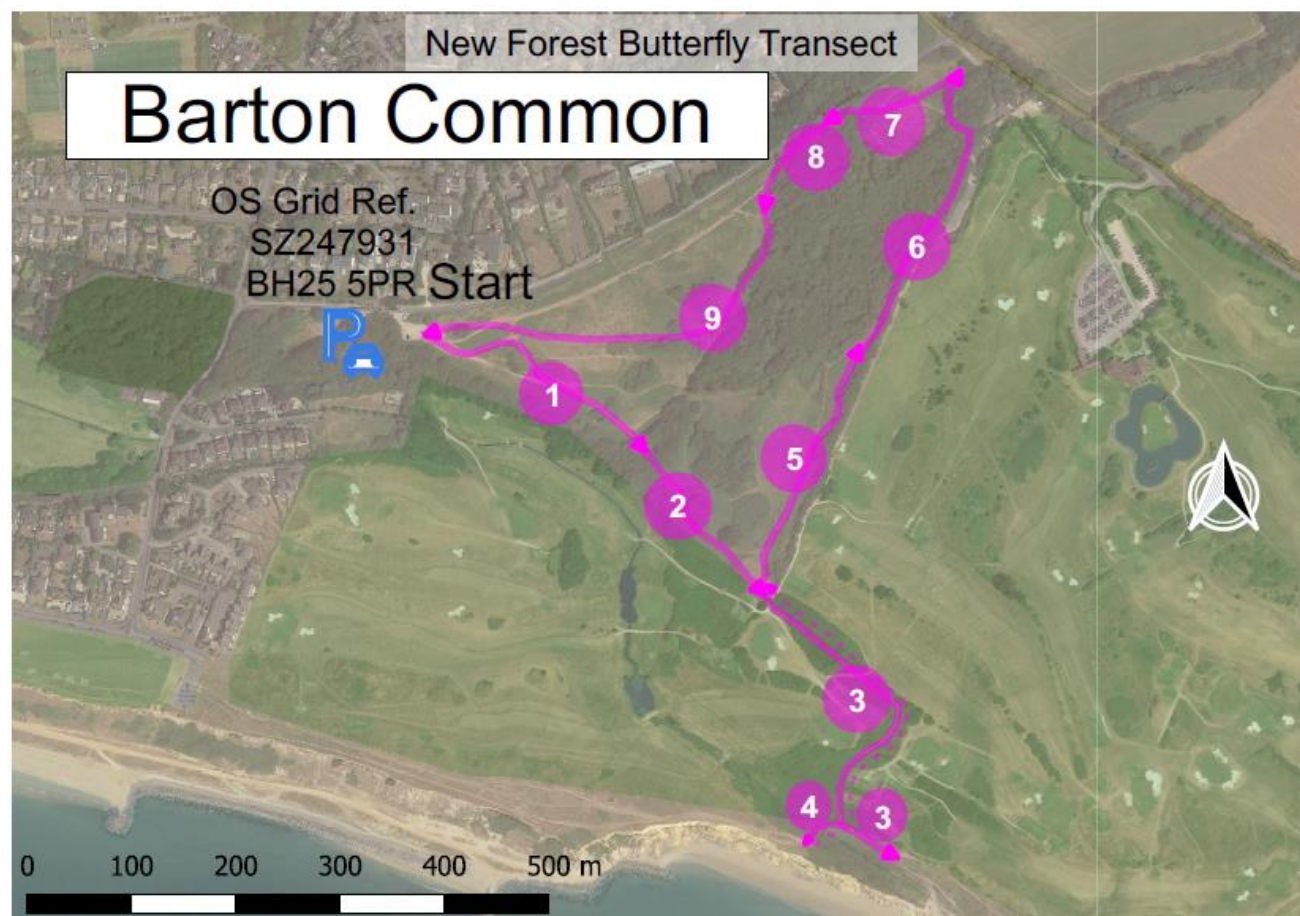 New Forest Butterfly Transect
Barton Common
OS Grid Ref.
SZ247931
BH25 5PR Start
P
7
8
6
9
1
5
2
3
4
3
0 100 200 300 400 500 m